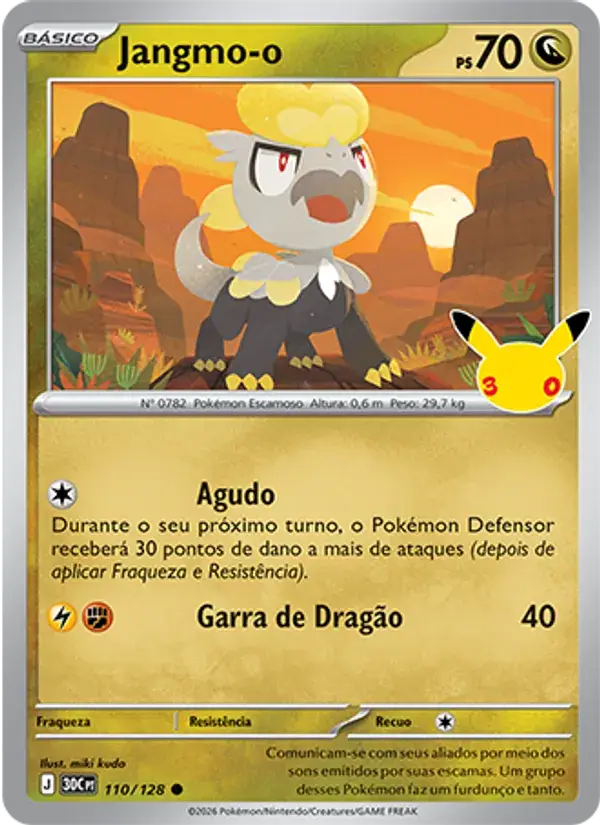 BÁSICO
Jangmo-o
PS 70
30
Nº 0782 Pokémon Escamoso Altura: 0,6 m Peso: 29,7 kg
Agudo
Durante o seu próximo turno, o Pokémon Defensor
receberá 30 pontos de dano a mais de ataques (depois de
aplicar Fraqueza e Resistência).
Garra de Dragão 40
Fraqueza Resistência Recuo
Ilust. miki kudo
Comunicam-se com seus aliados por meio dos
sons emitidos por suas escamas. Um grupo
desses Pokémon faz um furdunço e tanto.
J 30C PT 110/128
©2026 Pokémon/Nintendo/Creatures/GAME FREAK